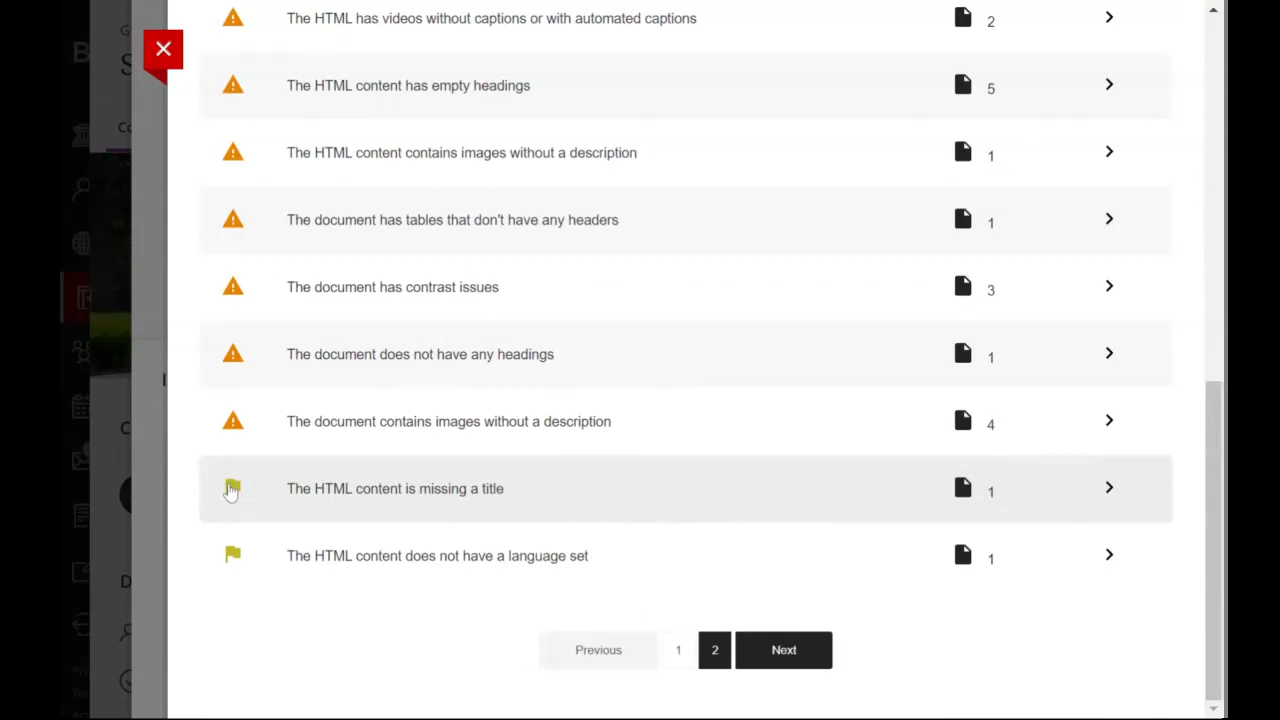 The HTML has videos without captions or with automated captions 2
The HTML content has empty headings 5
The HTML content contains images without a description 1
The document has tables that don't have any headers 1
The document has contrast issues 3
The document does not have any headings 1
The document contains images without a description 4
The HTML content is missing a title 1
The HTML content does not have a language set 1
Previous 1 2 Next